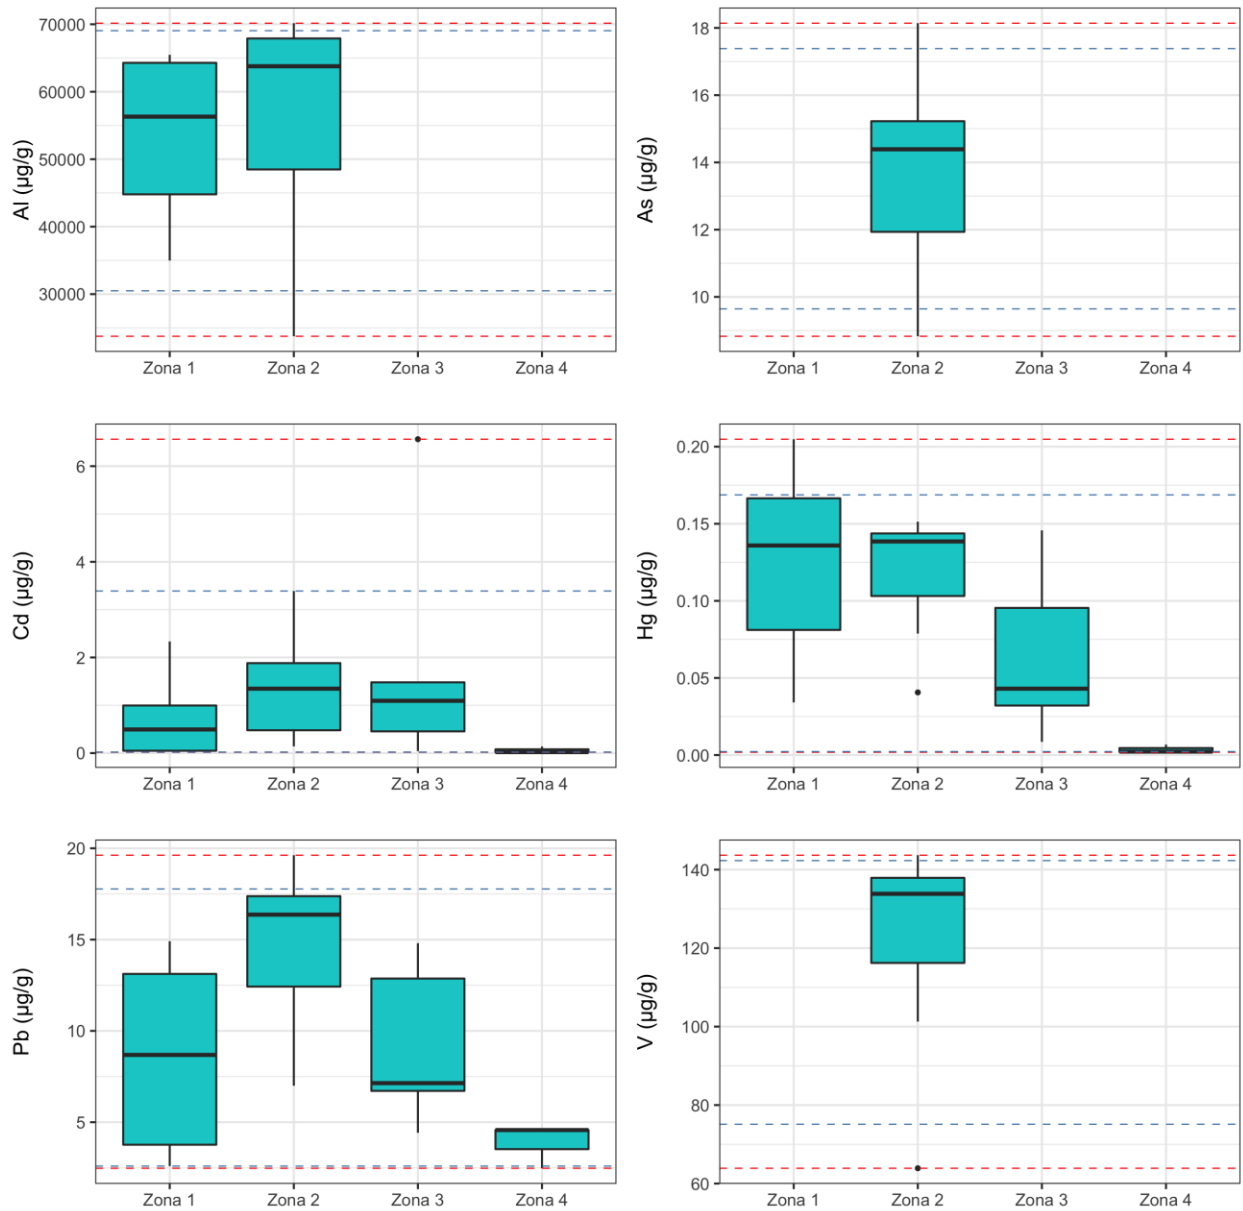 Al (µg/g)
70000
60000
50000
40000
30000
Zona 1 Zona 2 Zona 3 Zona 4
As (µg/g)
18
16
14
12
10
Zona 1 Zona 2 Zona 3 Zona 4
Cd (µg/g)
6
4
2
0
Zona 1 Zona 2 Zona 3 Zona 4
Hg (µg/g)
0.20
0.15
0.10
0.05
0.00
Zona 1 Zona 2 Zona 3 Zona 4
Pb (µg/g)
20
15
10
5
Zona 1 Zona 2 Zona 3 Zona 4
V (µg/g)
140
120
100
80
60
Zona 1 Zona 2 Zona 3 Zona 4